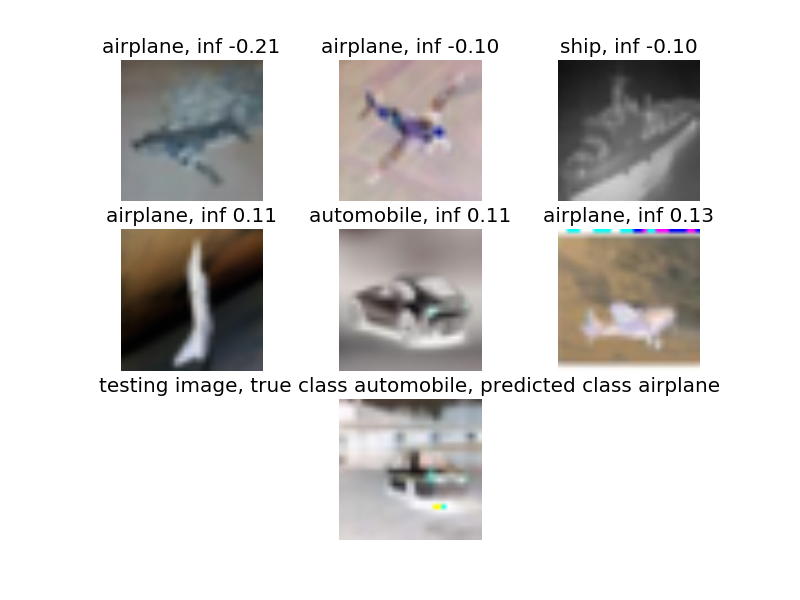 airplane, inf -0.21
airplane, inf -0.10
ship, inf -0.10
airplane, inf 0.11
automobile, inf 0.11
airplane, inf 0.13
testing image, true class automobile, predicted class airplane